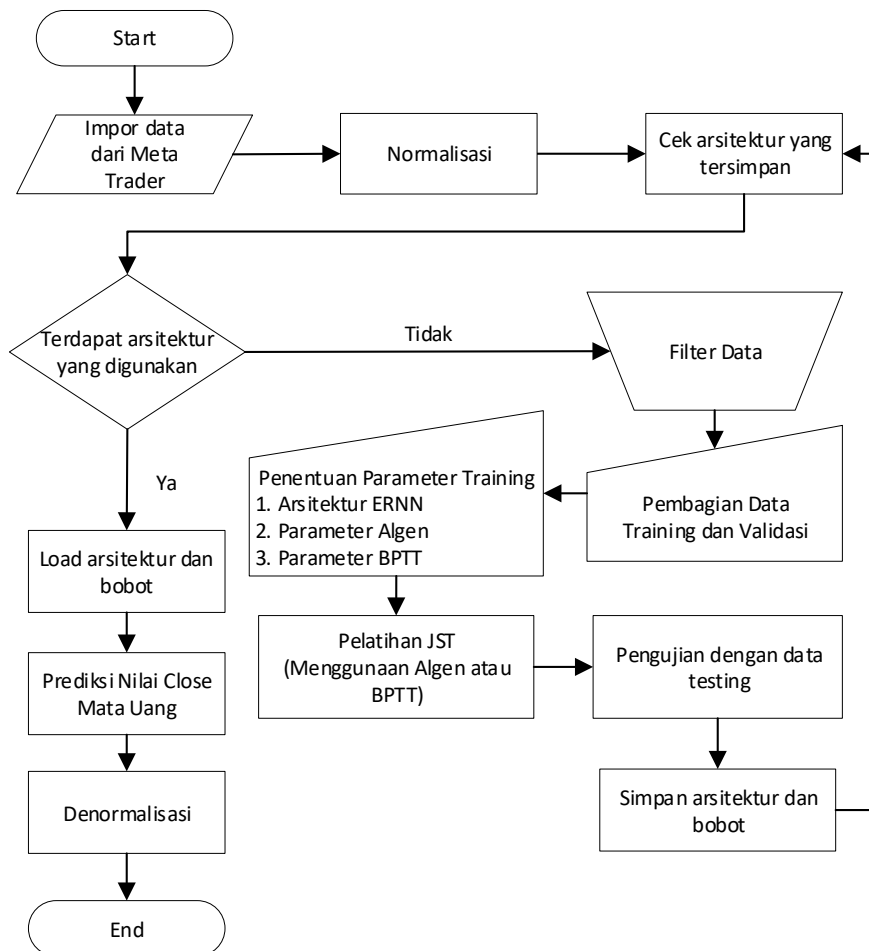 Start
Impor data
dari Meta
Trader
Normalisasi
Cek arsitektur yang
tersimpan
Terdapat arsitektur
yang digunakan
Tidak
Filter Data
Ya
Penentuan Parameter Training
1. Arsitektur ERNN
2. Parameter Algen
3. Parameter BPTT
Pembagian Data
Training dan Validasi
Load arsitektur dan
bobot
Pelatihan JST
(Menggunaan Algen atau
BPTT)
Pengujian dengan data
testing
Prediksi Nilai Close
Mata Uang
Simpan arsitektur dan
bobot
Denormalisasi
End